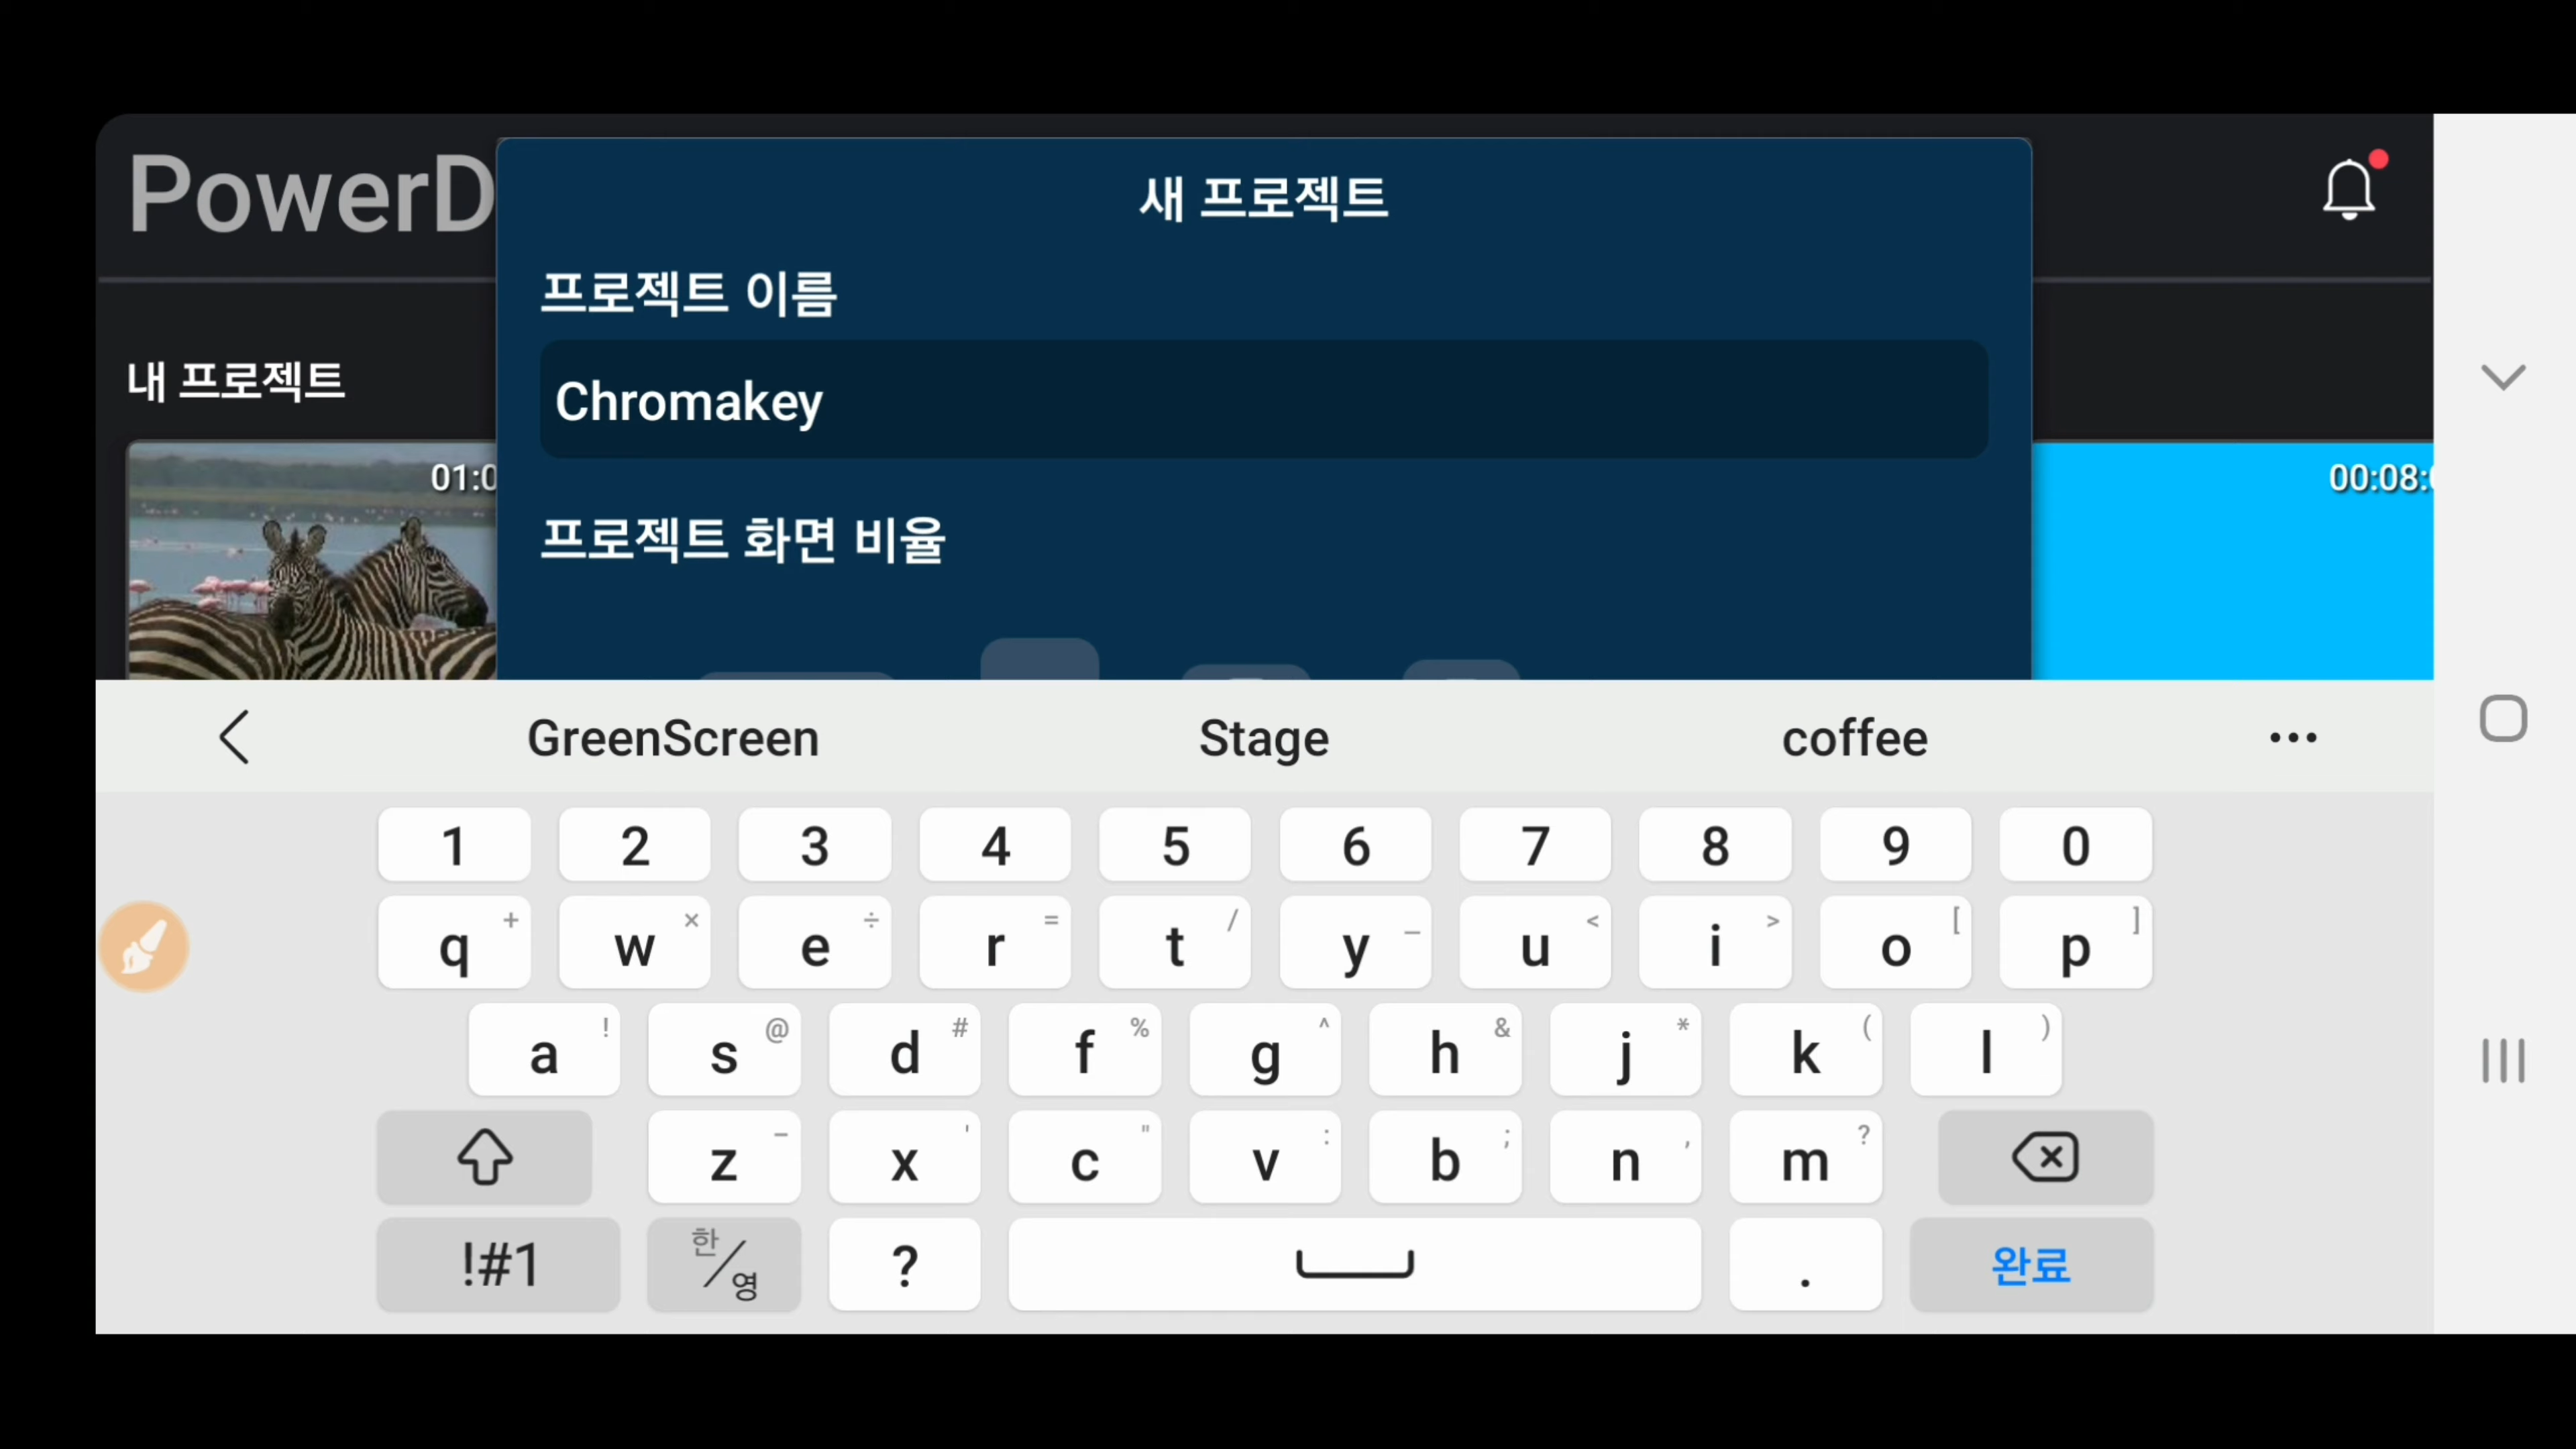 PowerD
새 프로젝트
프로젝트 이름
내 프로젝트
Chromakey
01:0
00:08:
프로젝트 화면 비율
GreenScreen Stage coffee ...
1 2 3 4 5 6 7 8 9 0
q + w × e ÷ r = t / y _ u < i > o [ p ]
a ! s @ d # f % g ^ h & j * k ( l )
z - x ' c " v : b ; n , m ?
!#1 한/영 ? . 완료